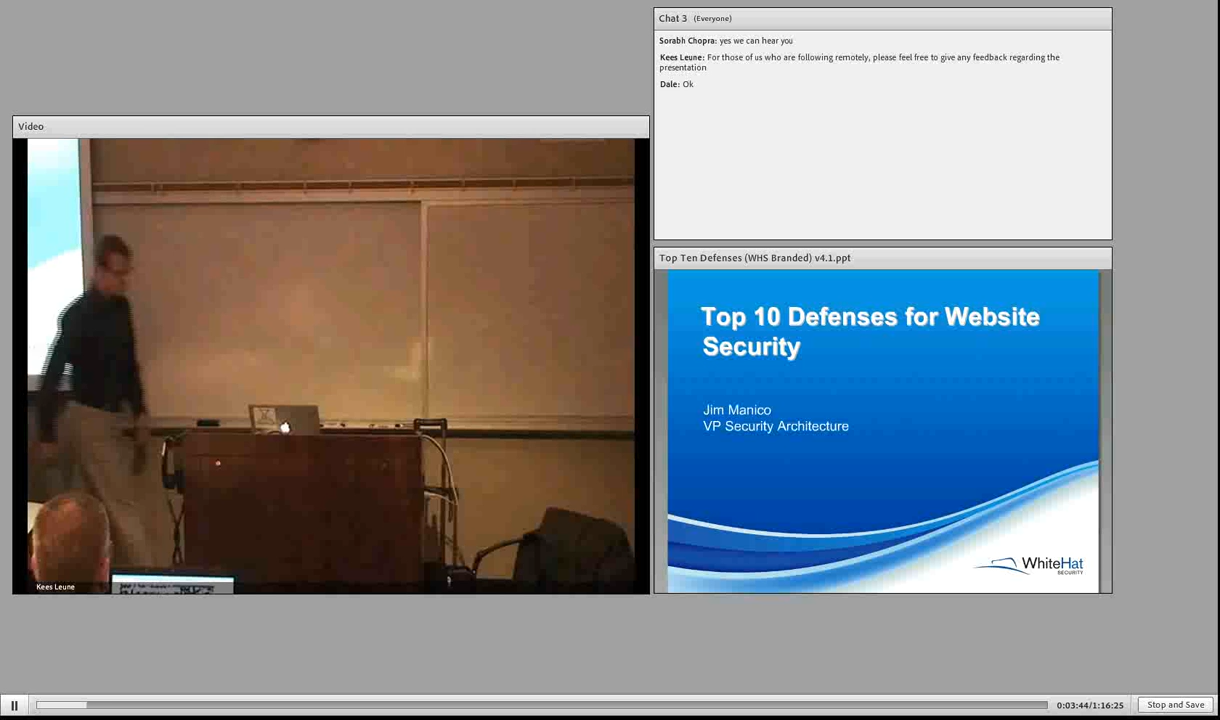 Chat 3 (Everyone)
Sorabh Chopra: yes we can hear you
Kees Leune: For those of us who are following remotely, please feel free to give any feedback regarding the
presentation
Dale: Ok
Video
Kees Leune
Top Ten Defenses (WHS Branded) v4.1.ppt
Top 10 Defenses for Website
Security
Jim Manico
VP Security Architecture
WhiteHat
SECURITY
0:03:44/1:16:25
Stop and Save